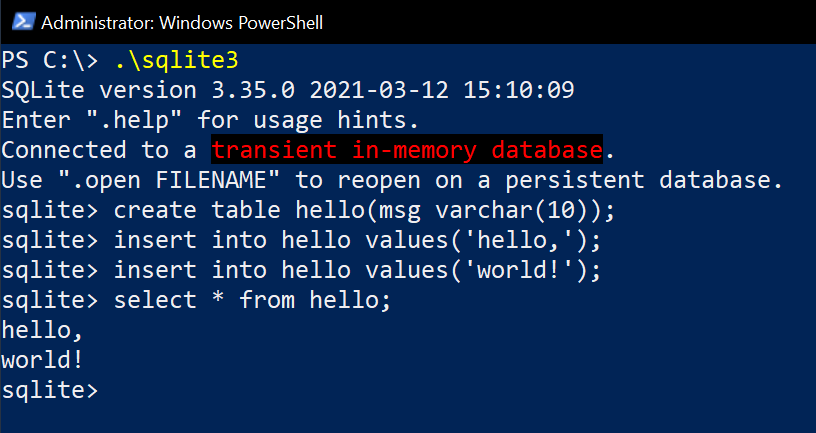 Administrator: Windows PowerShell
PS C:\> .\sqlite3
SQLite version 3.35.0 2021-03-12 15:10:09
Enter ".help" for usage hints.
Connected to a transient in-memory database.
Use ".open FILENAME" to reopen on a persistent database.
sqlite> create table hello(msg varchar(10));
sqlite> insert into hello values('hello,');
sqlite> insert into hello values('world!');
sqlite> select * from hello;
hello,
world!
sqlite>